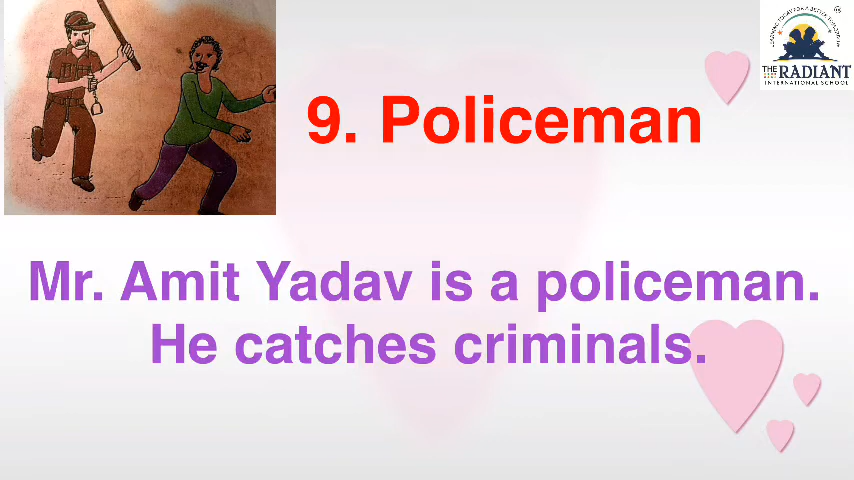 9. Policeman
Mr. Amit Yadav is a policeman.
He catches criminals.
THE RADIANT
INTERNATIONAL SCHOOL